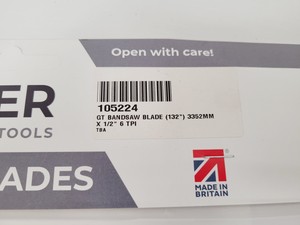 Open with care!
ER
TOOLS
105224
GT BANDSAW BLADE (132") 3352MM
X 1/2" 6 TPI
TBA
ADES
MADE IN
BRITAIN